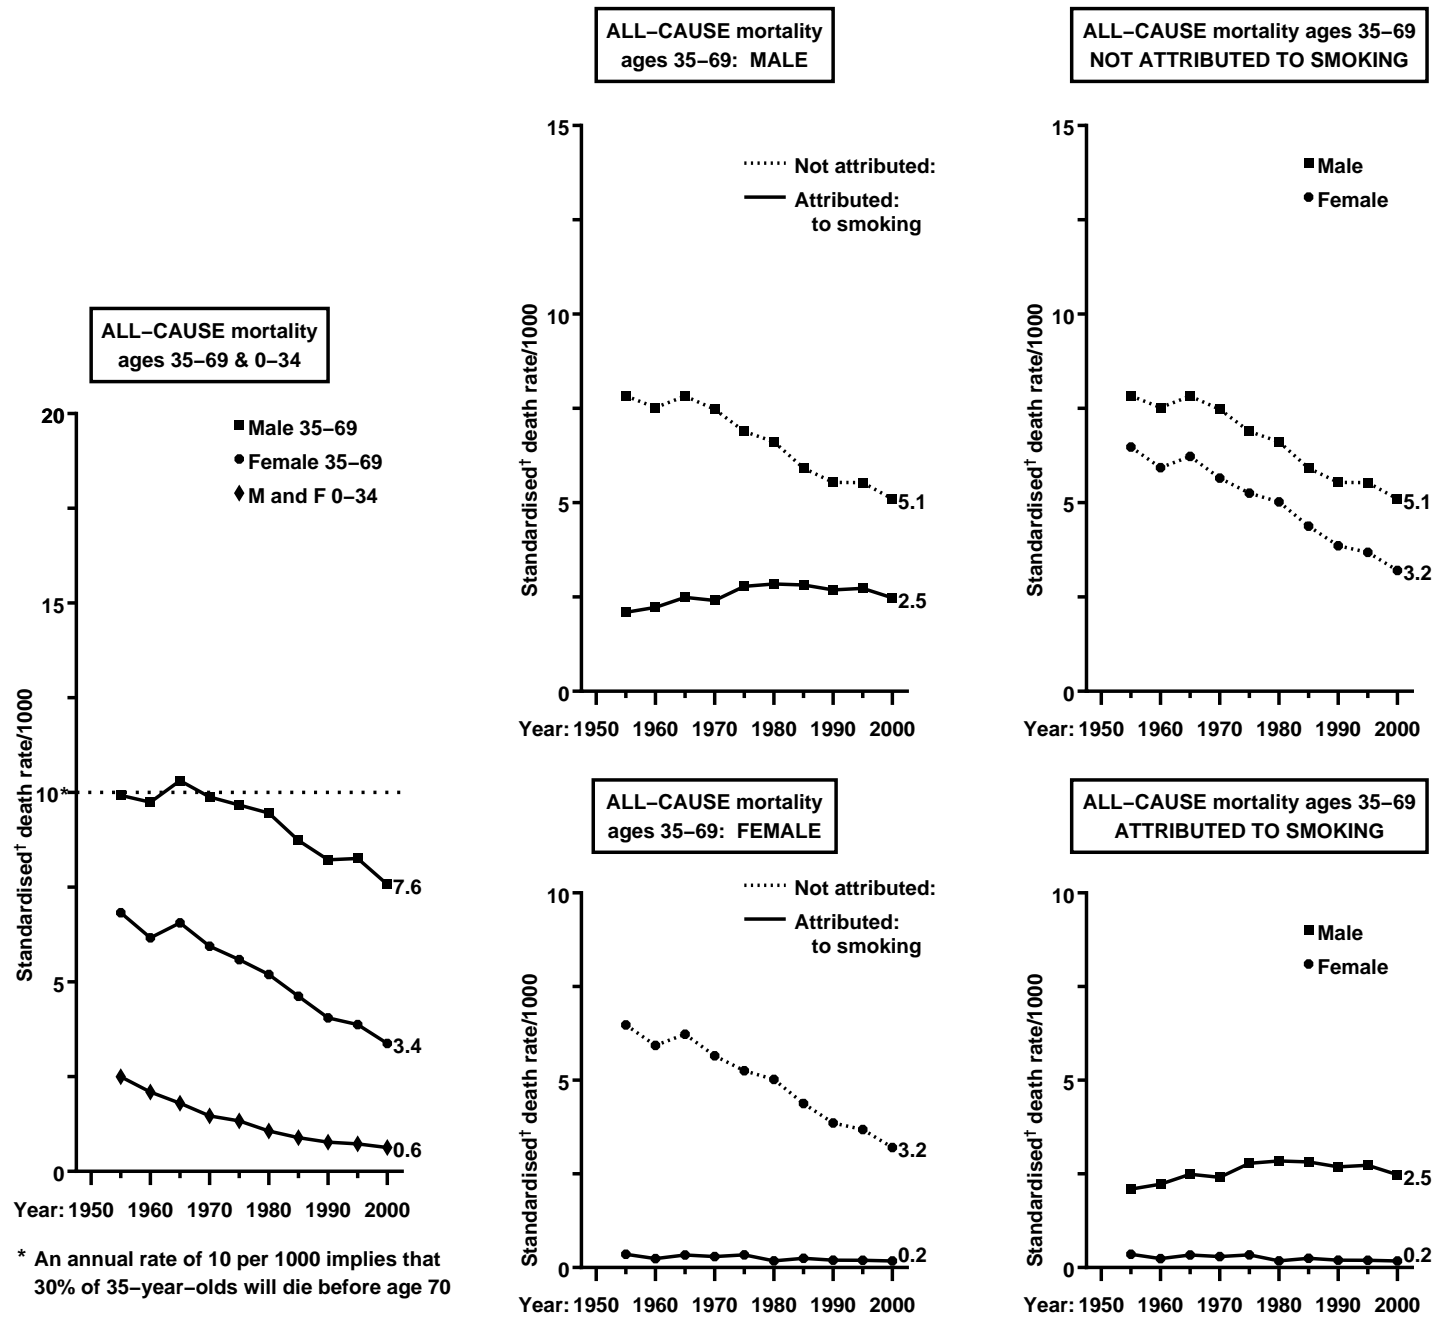 ALL−CAUSE mortality
ages 35−69 & 0−34
20
15
10*
5
0
Standardised† death rate/1000
Male 35−69
Female 35−69
M and F 0−34
7.6
3.4
0.6
Year: 1950 1960 1970 1980 1990 2000
* An annual rate of 10 per 1000 implies that
30% of 35−year−olds will die before age 70
ALL−CAUSE mortality
ages 35−69: MALE
15
10
5
0
Standardised† death rate/1000
Not attributed:
Attributed:
to smoking
5.1
2.5
Year: 1950 1960 1970 1980 1990 2000
ALL−CAUSE mortality ages 35−69
NOT ATTRIBUTED TO SMOKING
15
10
5
0
Standardised† death rate/1000
Male
Female
5.1
3.2
Year: 1950 1960 1970 1980 1990 2000
ALL−CAUSE mortality
ages 35−69: FEMALE
10
5
0
Standardised† death rate/1000
Not attributed:
Attributed:
to smoking
3.2
0.2
Year: 1950 1960 1970 1980 1990 2000
ALL−CAUSE mortality ages 35−69
ATTRIBUTED TO SMOKING
10
5
0
Standardised† death rate/1000
Male
Female
2.5
0.2
Year: 1950 1960 1970 1980 1990 2000